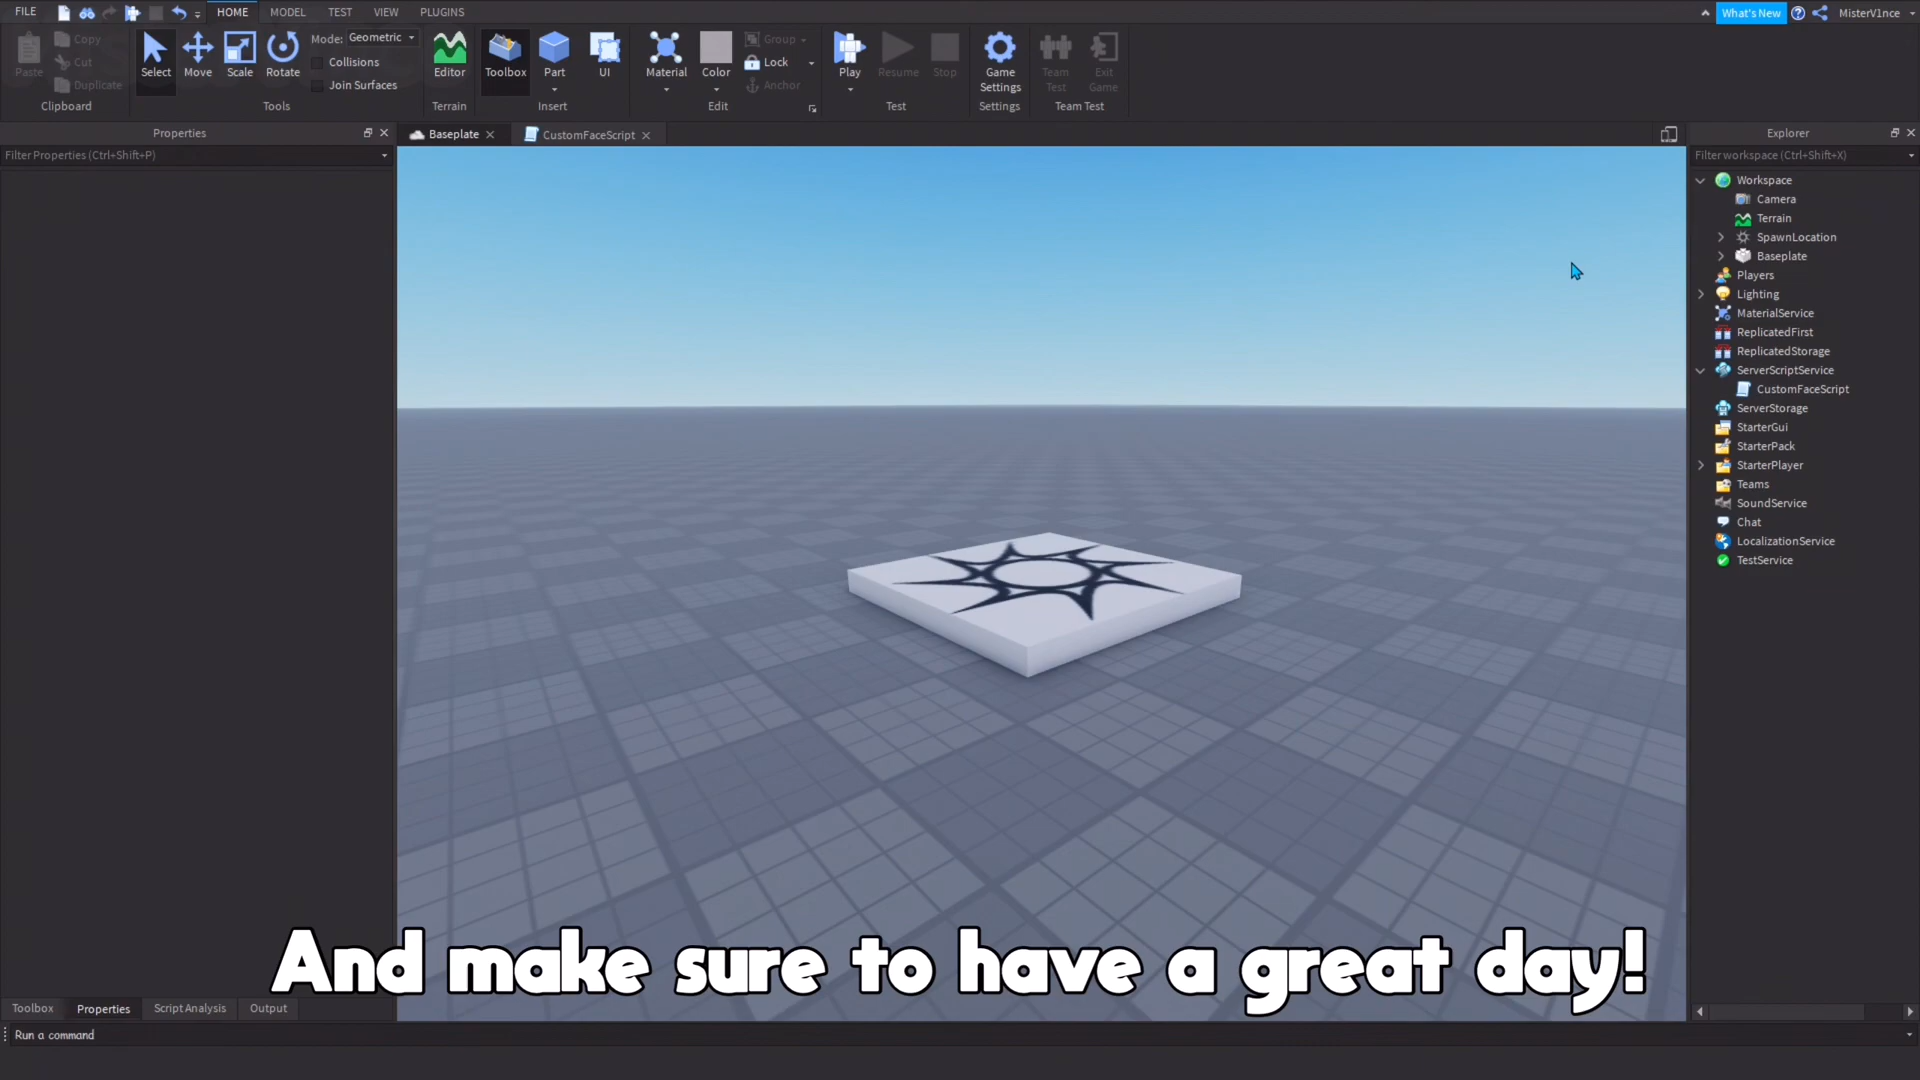 FILE HOME MODEL TEST VIEW PLUGINS What's New MisterV1nce
Paste Copy Cut Duplicate Clipboard
Select Move Scale Rotate Mode: Geometric Collisions Join Surfaces Tools
Editor Terrain
Toolbox Part UI Insert
Material Color Group Lock Anchor Edit
Play Resume Stop Test
Game Settings Settings
Team Test Exit Game Team Test
Properties
Filter Properties (Ctrl+Shift+P)
Baseplate CustomFaceScript
Explorer
Filter workspace (Ctrl+Shift+X)
Workspace
Camera
Terrain
SpawnLocation
Baseplate
Players
Lighting
MaterialService
ReplicatedFirst
ReplicatedStorage
ServerScriptService
CustomFaceScript
ServerStorage
StarterGui
StarterPack
StarterPlayer
Teams
SoundService
Chat
LocalizationService
TestService
And make sure to have a great day!
Toolbox Properties Script Analysis Output
Run a command